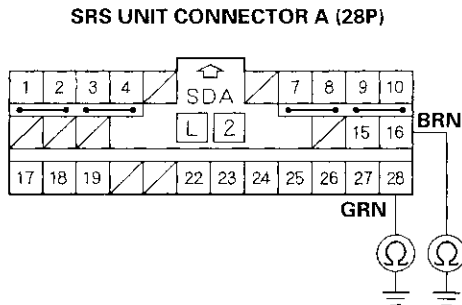 SRS UNIT CONNECTOR A (28P)
1 2 3 4 7 8 9 10
SDA
L 2 15 16 BRN
17 18 19 22 23 24 25 26 27 28
GRN
Ω Ω